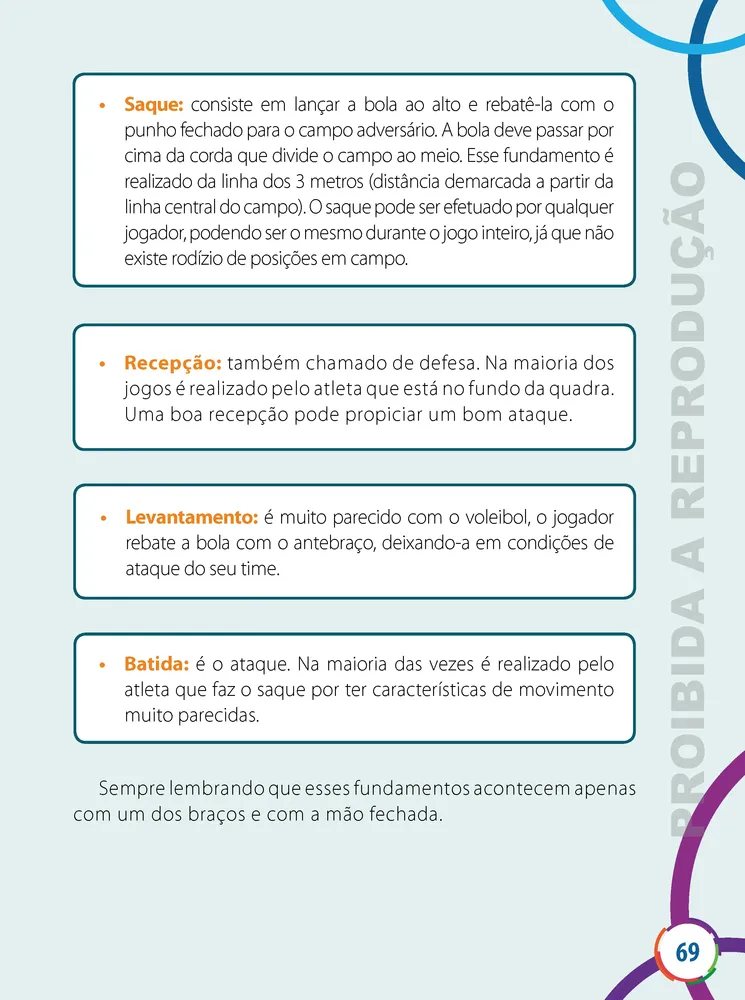 • Saque: consiste em lançar a bola ao alto e rebatê-la com o
punho fechado para o campo adversário. A bola deve passar por
cima da corda que divide o campo ao meio. Esse fundamento é
realizado da linha dos 3 metros (distância demarcada a partir da
linha central do campo). O saque pode ser efetuado por qualquer
jogador, podendo ser o mesmo durante o jogo inteiro, já que não
existe rodízio de posições em campo.
• Recepção: também chamado de defesa. Na maioria dos
jogos é realizado pelo atleta que está no fundo da quadra.
Uma boa recepção pode propiciar um bom ataque.
• Levantamento: é muito parecido com o voleibol, o jogador
rebate a bola com o antebraço, deixando-a em condições de
ataque do seu time.
• Batida: é o ataque. Na maioria das vezes é realizado pelo
atleta que faz o saque por ter características de movimento
muito parecidas.
Sempre lembrando que esses fundamentos acontecem apenas
com um dos braços e com a mão fechada.
PROIBIDA A REPRODUÇÃO
69